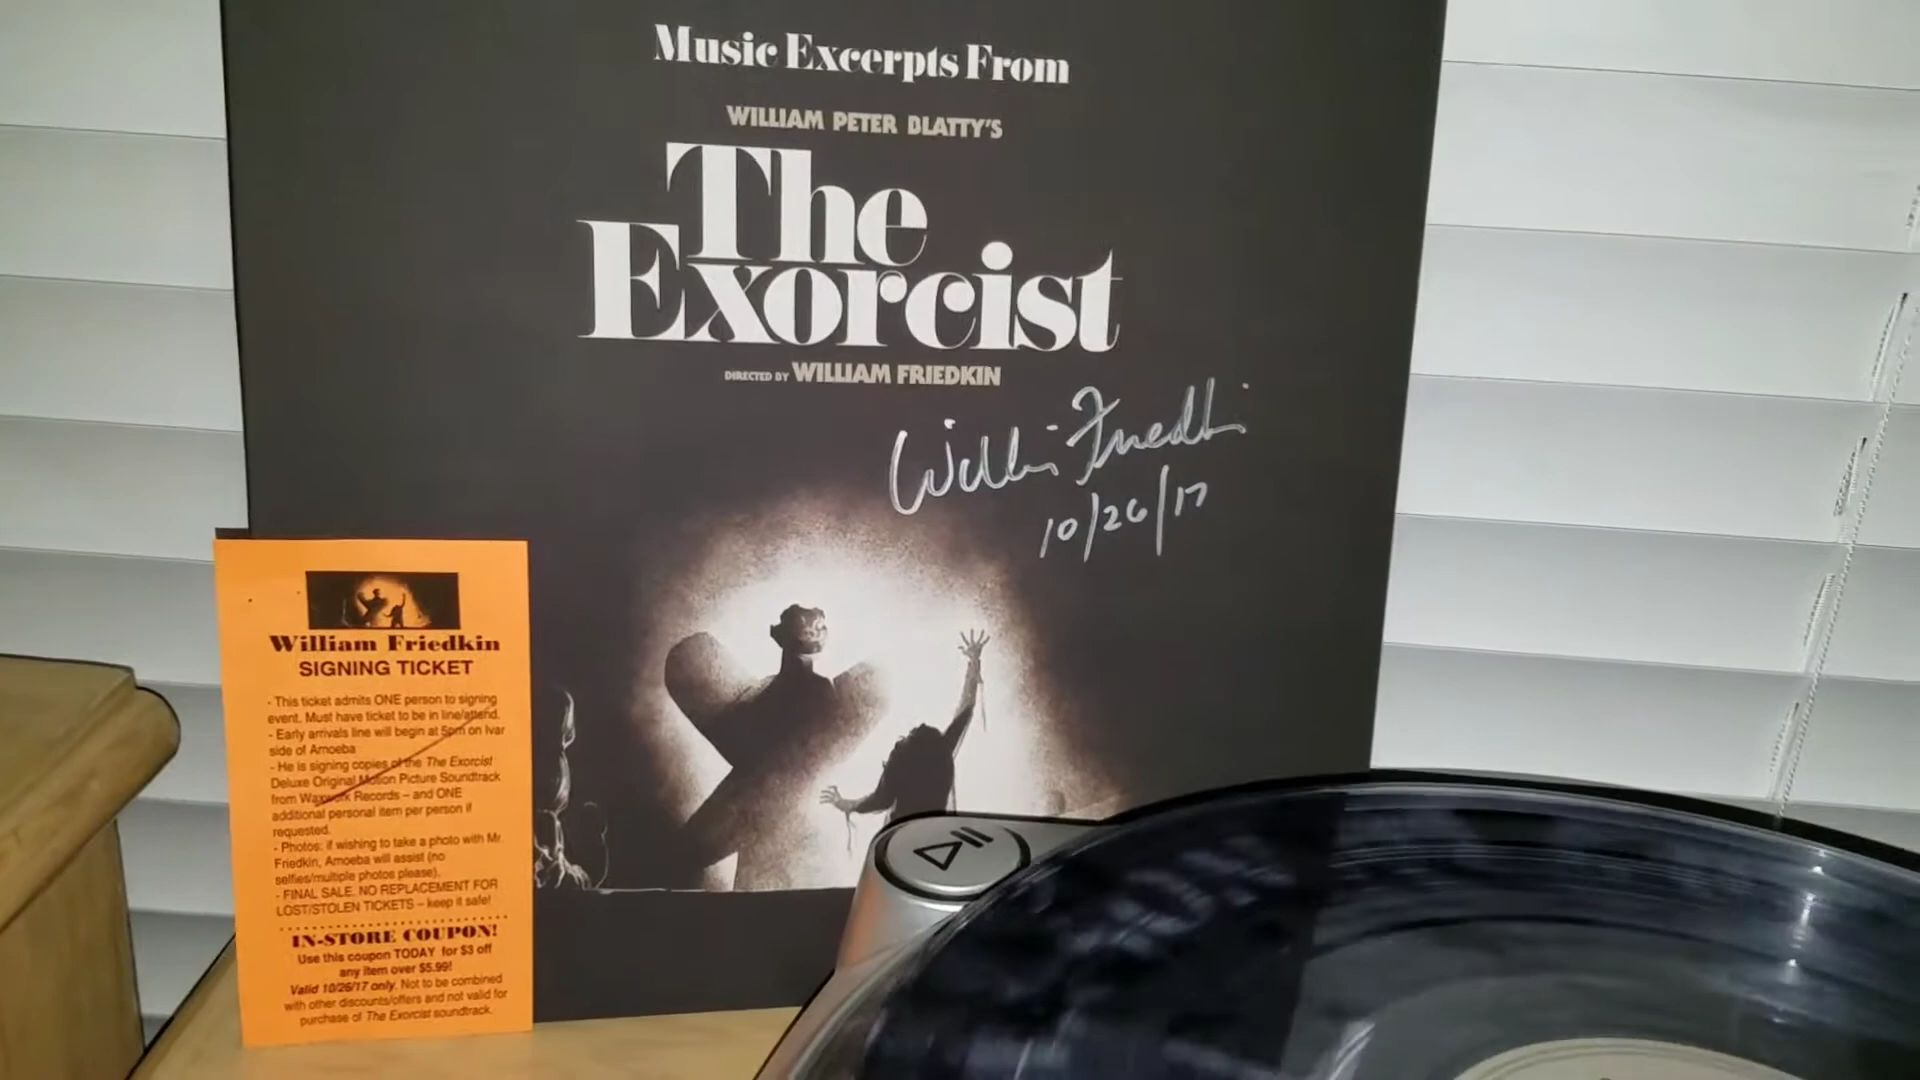 Music Excerpts From
WILLIAM PETER BLATTY'S
The
Exorcist
DIRECTED BY WILLIAM FRIEDKIN
William Friedkin
10/26/17
William Friedkin
SIGNING TICKET
- This ticket admits ONE person to signing
event. Must have ticket to be in line/attend.
- Early arrivals line will begin at 5pm on Ivar
side of Amoeba
- He is signing copies of the The Exorcist
Deluxe Original Motion Picture Soundtrack
from Waxwork Records – and ONE
additional personal item per person if
requested.
- Photos: if wishing to take a photo with Mr.
Friedkin, Amoeba will assist (no
selfies/multiple photos please).
- FINAL SALE. NO REPLACEMENT FOR
LOST/STOLEN TICKETS – keep it safe!
IN-STORE COUPON!
Use this coupon TODAY for $3 off
any item over $5.99!
Valid 10/26/17 only. Not to be combined
with other discounts/offers and not valid for
purchase of The Exorcist soundtrack.